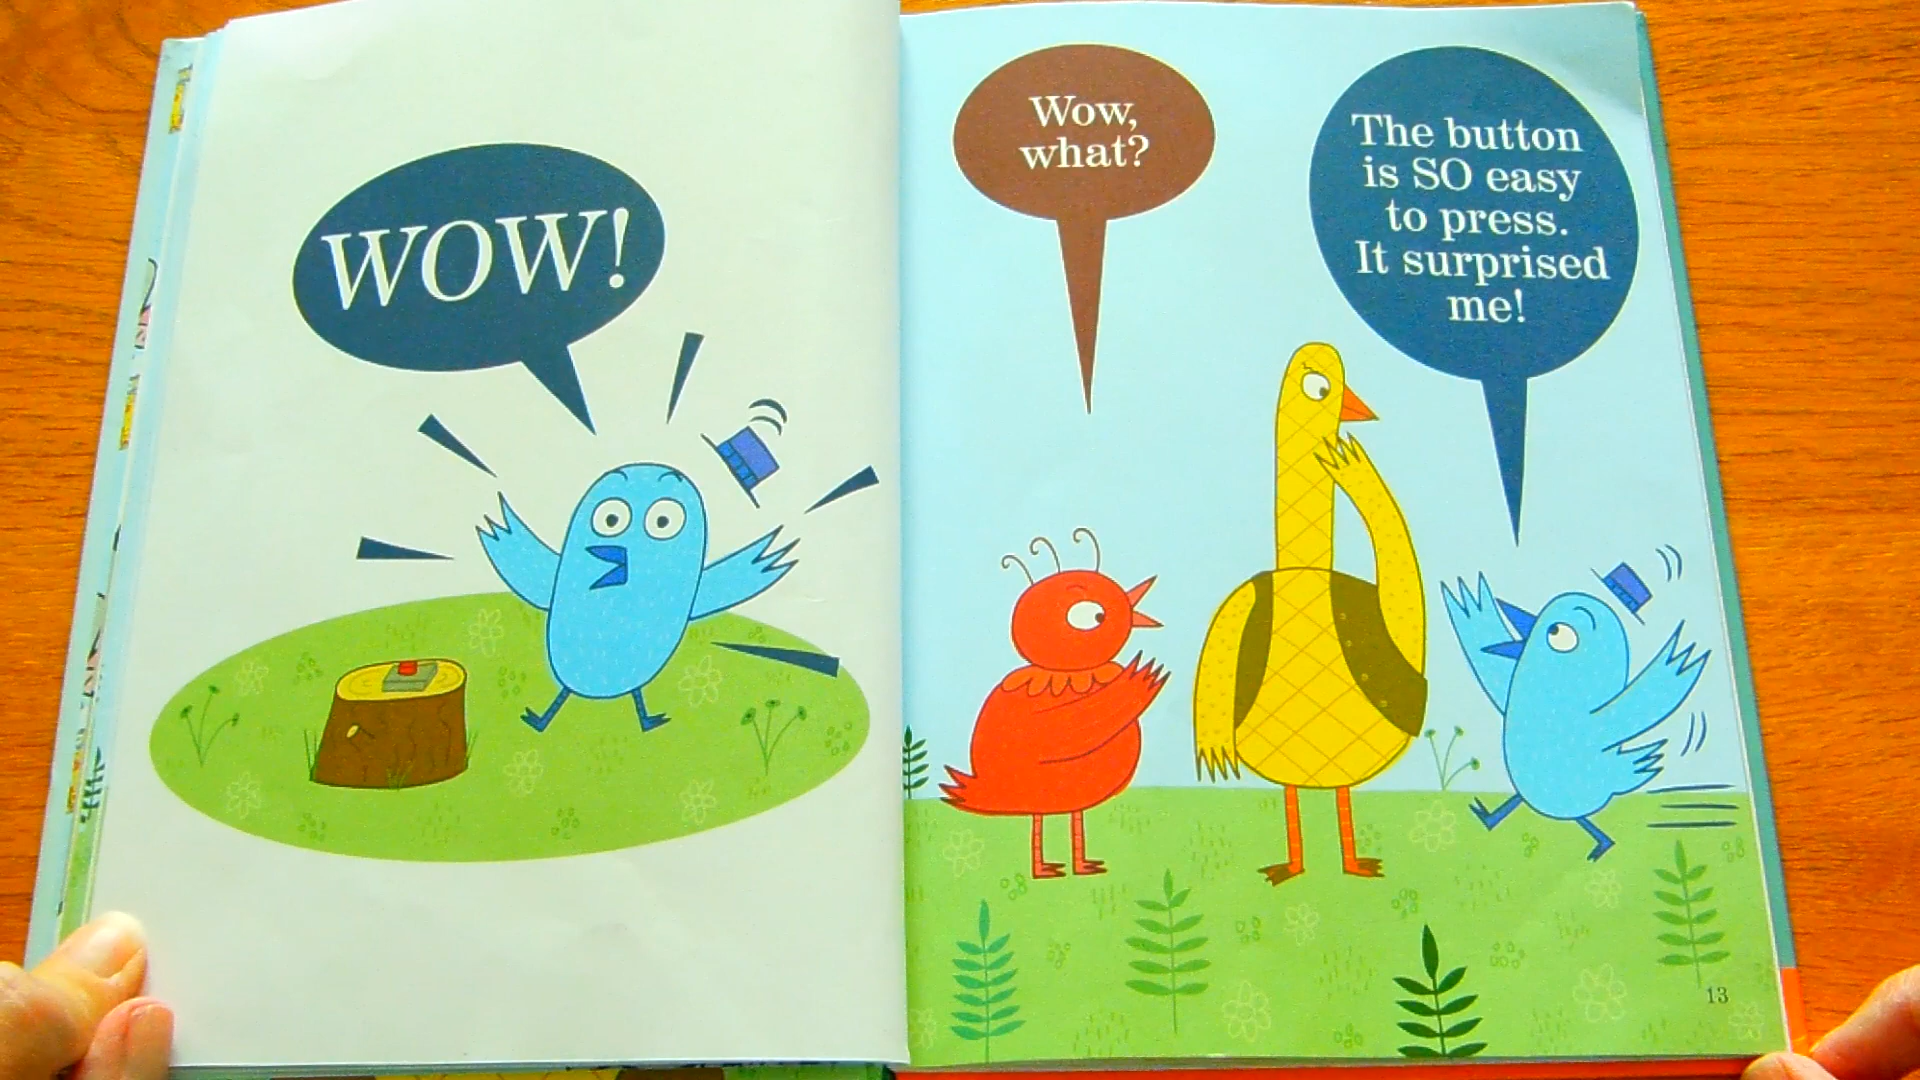 WOW!
Wow,
what?
The button
is SO easy
to press.
It surprised
me!
13